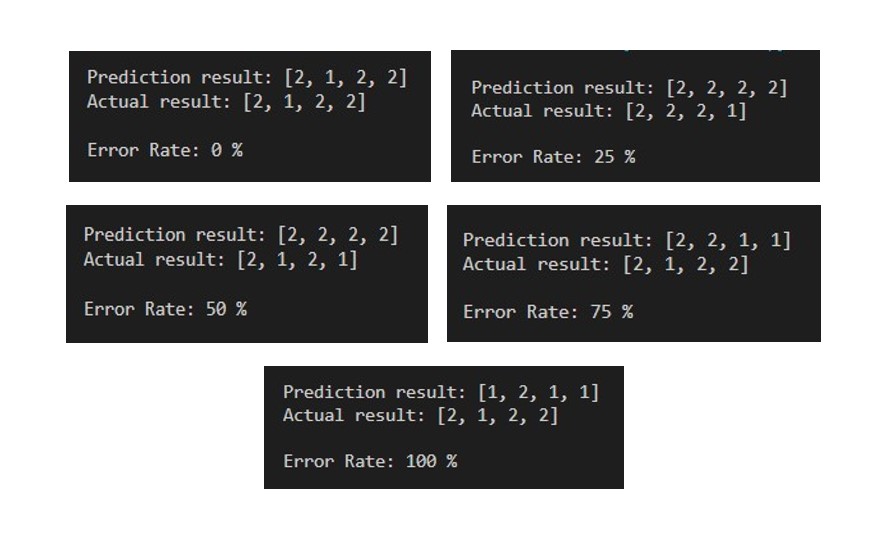 Prediction result: [2, 1, 2, 2]
Actual result: [2, 1, 2, 2]
Error Rate: 0 %
Prediction result: [2, 2, 2, 2]
Actual result: [2, 2, 2, 1]
Error Rate: 25 %
Prediction result: [2, 2, 2, 2]
Actual result: [2, 1, 2, 1]
Error Rate: 50 %
Prediction result: [2, 2, 1, 1]
Actual result: [2, 1, 2, 2]
Error Rate: 75 %
Prediction result: [1, 2, 1, 1]
Actual result: [2, 1, 2, 2]
Error Rate: 100 %